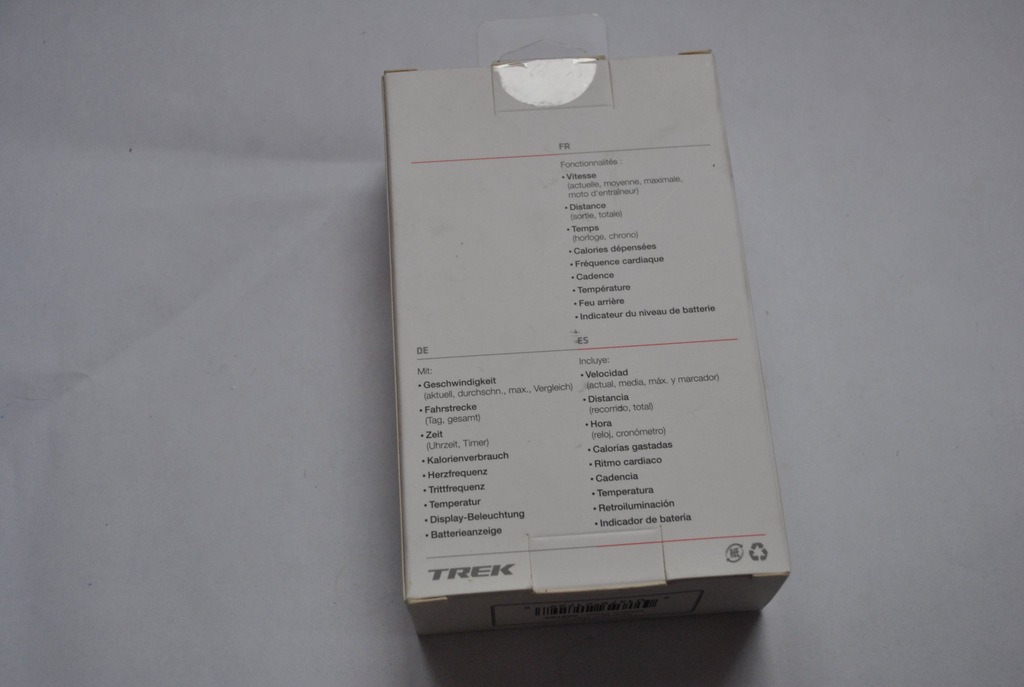 FR
Fonctionnalités :
• Vitesse
(actuelle, moyenne, maximale,
moto d'entraîneur)
• Distance
(sortie, totale)
• Temps
(horloge, chrono)
• Calories dépensées
• Fréquence cardiaque
• Cadence
• Température
• Feu arrière
• Indicateur du niveau de batterie
DE
Mit:
• Geschwindigkeit
(aktuell, durchschn., max., Vergleich)
• Fahrstrecke
(Tag, gesamt)
• Zeit
(Uhrzeit, Timer)
• Kalorienverbrauch
• Herzfrequenz
• Trittfrequenz
• Temperatur
• Display-Beleuchtung
• Batterieanzeige
ES
Incluye:
• Velocidad
(actual, media, máx. y marcador)
• Distancia
(recorrido, total)
• Hora
(reloj, cronómetro)
• Calorías gastadas
• Ritmo cardiaco
• Cadencia
• Temperatura
• Retroiluminación
• Indicador de batería
TREK